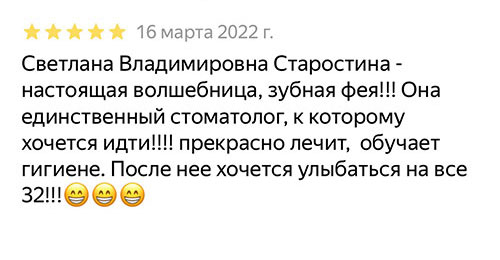 ★★★★★ 16 марта 2022 г.
Светлана Владимировна Старостина -
настоящая волшебница, зубная фея!!! Она
единственный стоматолог, к которому
хочется идти!!!! прекрасно лечит,  обучает
гигиене. После нее хочется улыбаться на все
32!!!😁😁😁